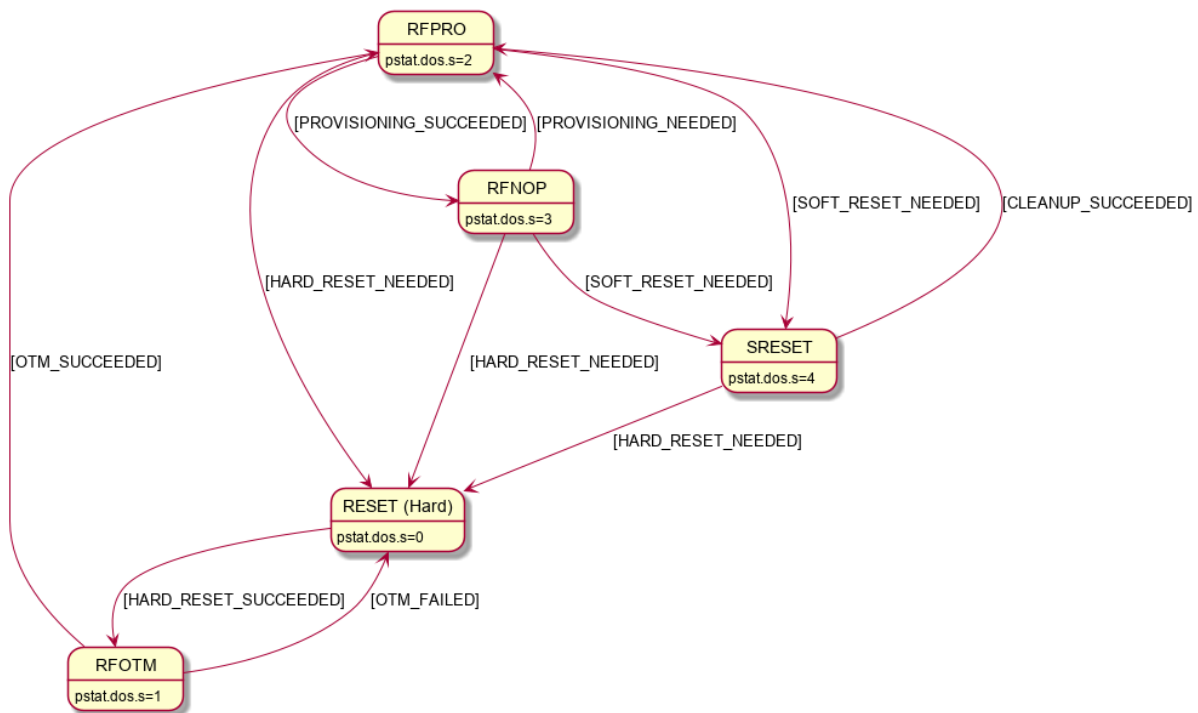 RFPRO
pstat.dos.s=2
[PROVISIONING_SUCCEEDED]
[PROVISIONING_NEEDED]
RFNOP
pstat.dos.s=3
[SOFT_RESET_NEEDED]
[CLEANUP_SUCCEEDED]
[HARD_RESET_NEEDED]
[SOFT_RESET_NEEDED]
SRESET
pstat.dos.s=4
[OTM_SUCCEEDED]
[HARD_RESET_NEEDED]
[HARD_RESET_NEEDED]
RESET (Hard)
pstat.dos.s=0
[HARD_RESET_SUCCEEDED]
[OTM_FAILED]
RFOTM
pstat.dos.s=1